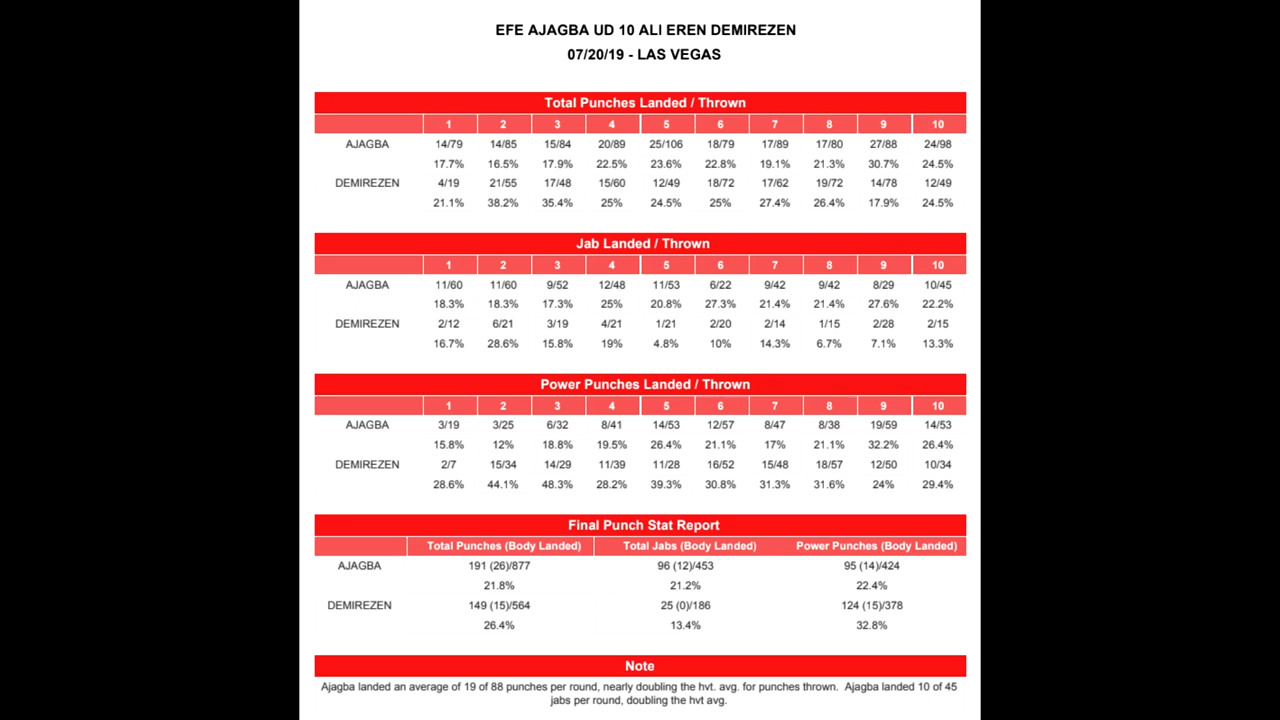 EFE AJAGBA UD 10 ALI EREN DEMIREZEN
07/20/19 - LAS VEGAS
Total Punches Landed / Thrown
1 2 3 4 5 6 7 8 9 10
AJAGBA 14/79 14/85 15/84 20/89 25/106 18/79 17/89 17/80 27/88 24/98
17.7% 16.5% 17.9% 22.5% 23.6% 22.8% 19.1% 21.3% 30.7% 24.5%
DEMIREZEN 4/19 21/55 17/48 15/60 12/49 18/72 17/62 19/72 14/78 12/49
21.1% 38.2% 35.4% 25% 24.5% 25% 27.4% 26.4% 17.9% 24.5%
Jab Landed / Thrown
1 2 3 4 5 6 7 8 9 10
AJAGBA 11/60 11/60 9/52 12/48 11/53 6/22 9/42 9/42 8/29 10/45
18.3% 18.3% 17.3% 25% 20.8% 27.3% 21.4% 21.4% 27.6% 22.2%
DEMIREZEN 2/12 6/21 3/19 4/21 1/21 2/20 2/14 1/15 2/28 2/15
16.7% 28.6% 15.8% 19% 4.8% 10% 14.3% 6.7% 7.1% 13.3%
Power Punches Landed / Thrown
1 2 3 4 5 6 7 8 9 10
AJAGBA 3/19 3/25 6/32 8/41 14/53 12/57 8/47 8/38 19/59 14/53
15.8% 12% 18.8% 19.5% 26.4% 21.1% 17% 21.1% 32.2% 26.4%
DEMIREZEN 2/7 15/34 14/29 11/39 11/28 16/52 15/48 18/57 12/50 10/34
28.6% 44.1% 48.3% 28.2% 39.3% 30.8% 31.3% 31.6% 24% 29.4%
Final Punch Stat Report
Total Punches (Body Landed) Total Jabs (Body Landed) Power Punches (Body Landed)
AJAGBA 191 (26)/877 96 (12)/453 95 (14)/424
21.8% 21.2% 22.4%
DEMIREZEN 149 (15)/564 25 (0)/186 124 (15)/378
26.4% 13.4% 32.8%
Note
Ajagba landed an average of 19 of 88 punches per round, nearly doubling the hvt. avg. for punches thrown. Ajagba landed 10 of 45
jabs per round, doubling the hvt avg.